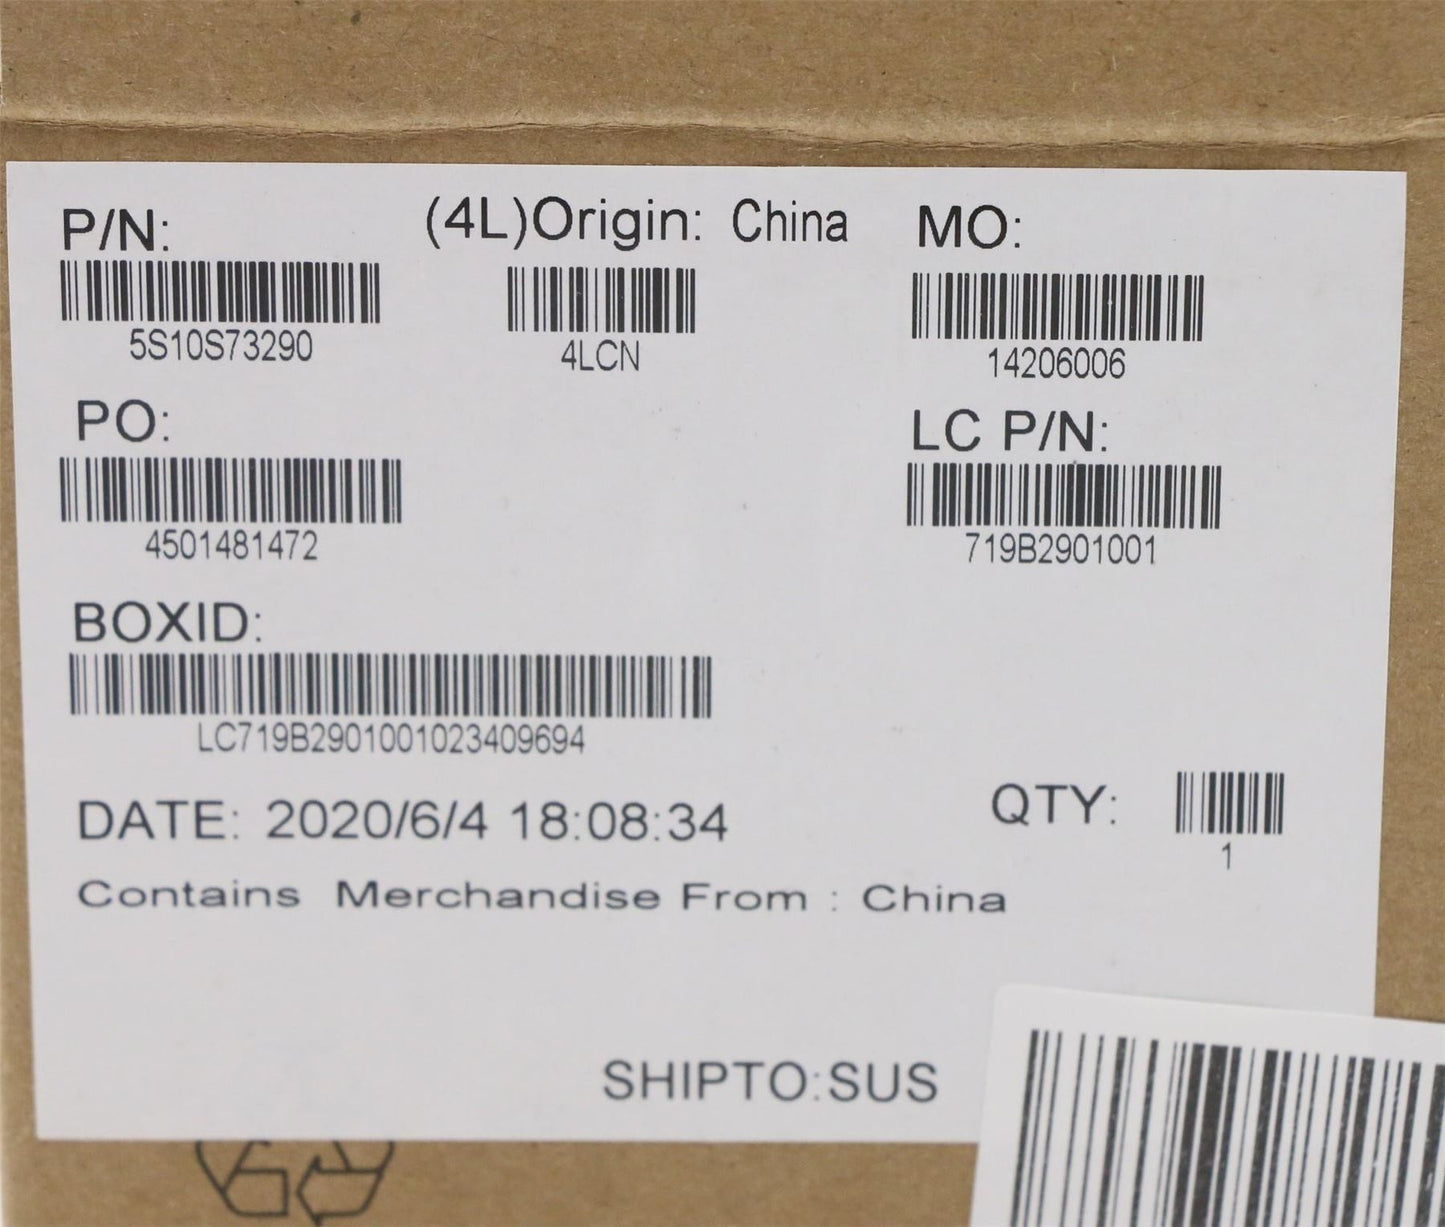 P/N: (4L)Origin: China MO:
5S10S73290 4LCN 14206006
PO: LC P/N:
4501481472 719B2901001
BOXID:
LC719B2901001023409694
DATE: 2020/6/4 18:08:34 QTY:
1
Contains Merchandise From : China
SHIPTO:SUS